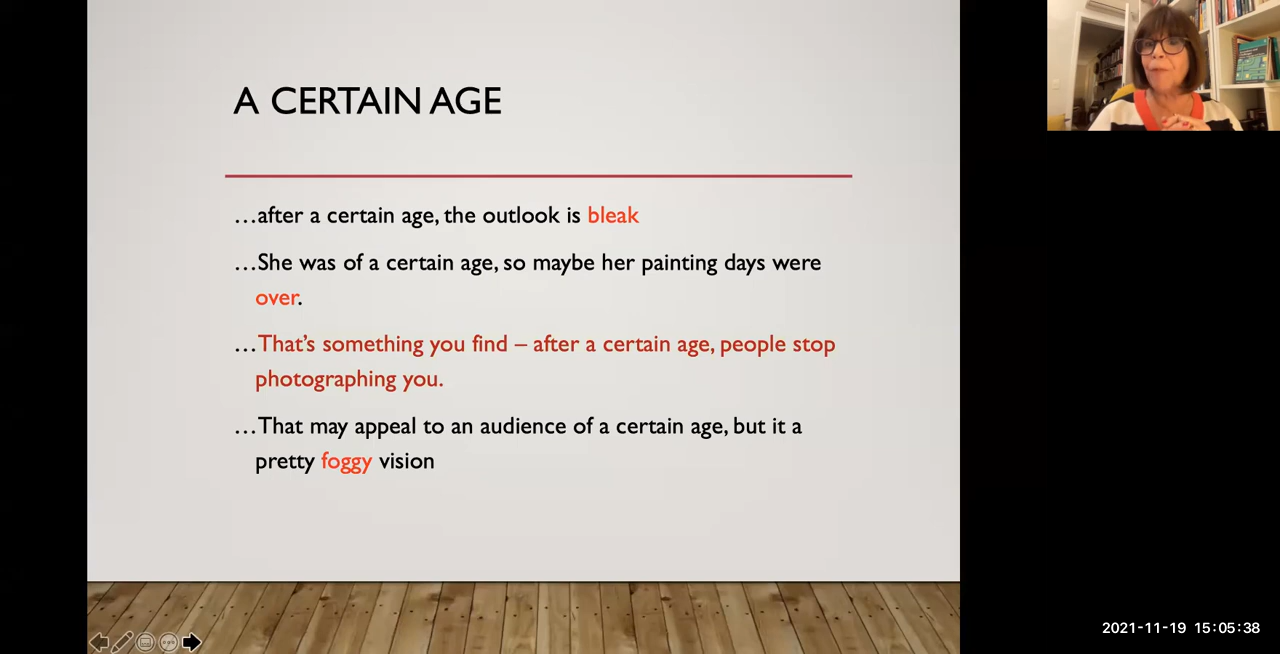 A CERTAIN AGE
…after a certain age, the outlook is bleak
…She was of a certain age, so maybe her painting days were
over.
…That's something you find – after a certain age, people stop
photographing you.
…That may appeal to an audience of a certain age, but it a
pretty foggy vision
2021-11-19 15:05:38